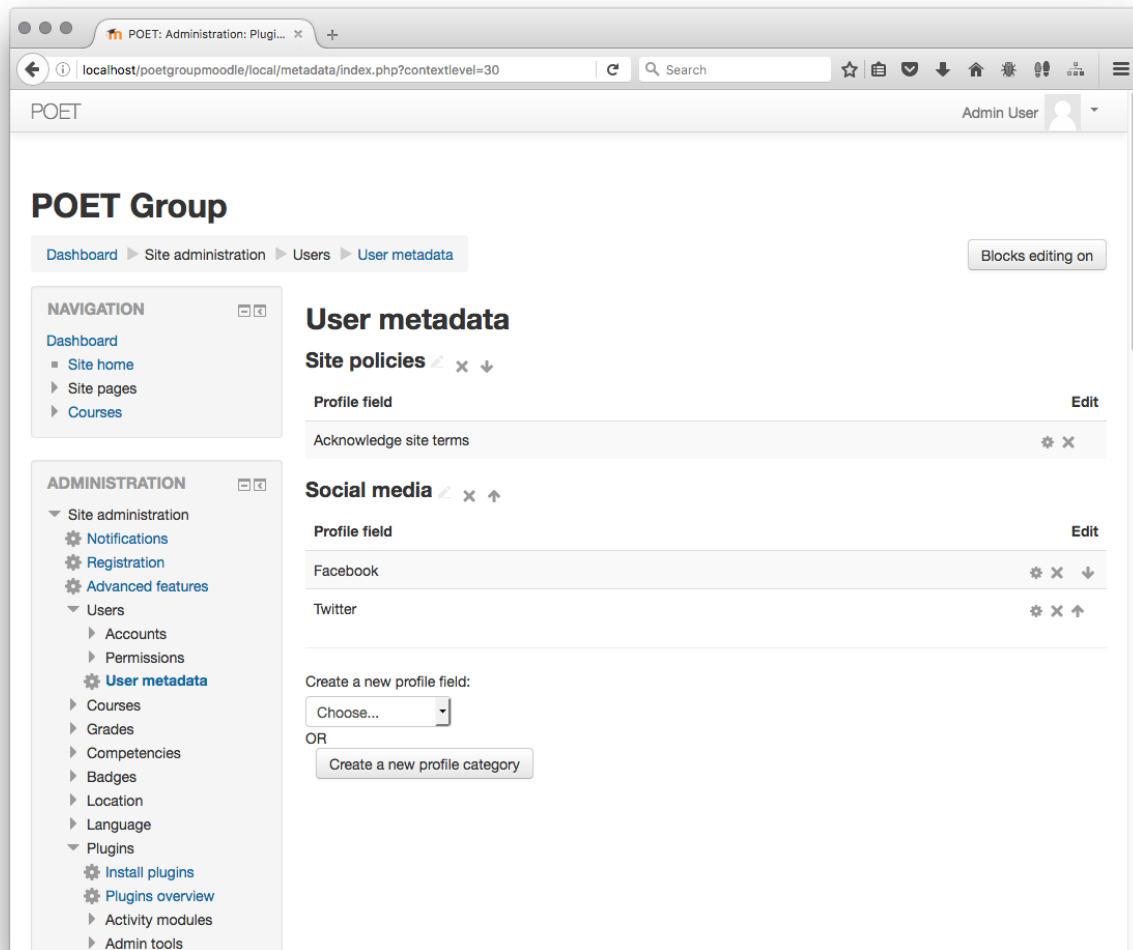 POET: Administration: Plugi...
localhost/poetgroupmoodle/local/metadata/index.php?contextlevel=30
Search
POET
Admin User
POET Group
Dashboard Site administration Users User metadata
Blocks editing on
NAVIGATION
Dashboard
Site home
Site pages
Courses
ADMINISTRATION
Site administration
Notifications
Registration
Advanced features
Users
Accounts
Permissions
User metadata
Courses
Grades
Competencies
Badges
Location
Language
Plugins
Install plugins
Plugins overview
Activity modules
Admin tools
User metadata
Site policies
Profile field Edit
Acknowledge site terms
Social media
Profile field Edit
Facebook
Twitter
Create a new profile field:
Choose...
OR
Create a new profile category